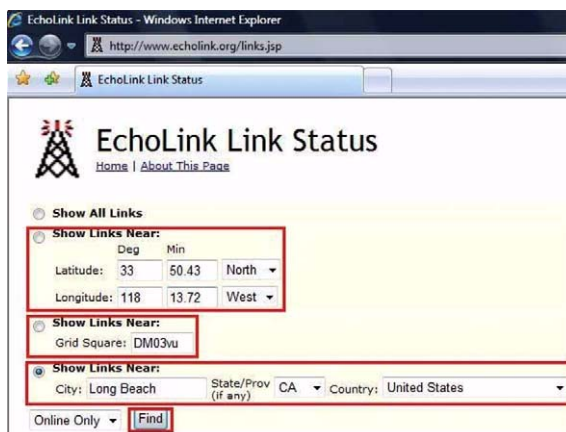 EchoLink Link Status - Windows Internet Explorer
http://www.echolink.org/links.jsp
EchoLink Link Status
EchoLink Link Status
Home | About This Page
Show All Links
Show Links Near:
Deg Min
Latitude: 33 50.43 North
Longitude: 118 13.72 West
Show Links Near:
Grid Square: DM03vu
Show Links Near:
City: Long Beach State/Prov (if any) CA Country: United States
Online Only Find